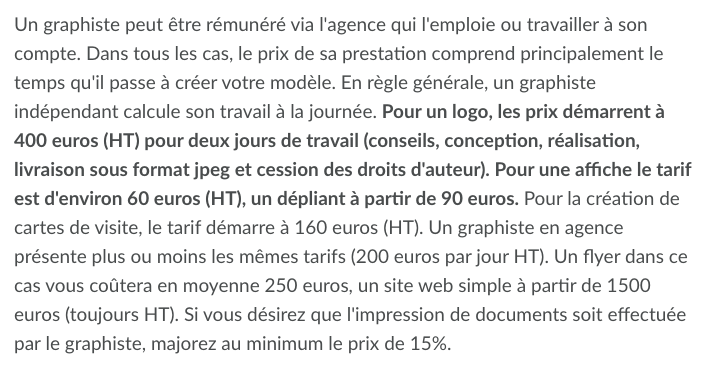 Un graphiste peut être rémunéré via l'agence qui l'emploie ou travailler à son
compte. Dans tous les cas, le prix de sa prestation comprend principalement le
temps qu'il passe à créer votre modèle. En règle générale, un graphiste
indépendant calcule son travail à la journée. Pour un logo, les prix démarrent à
400 euros (HT) pour deux jours de travail (conseils, conception, réalisation,
livraison sous format jpeg et cession des droits d'auteur). Pour une affiche le tarif
est d'environ 60 euros (HT), un dépliant à partir de 90 euros. Pour la création de
cartes de visite, le tarif démarre à 160 euros (HT). Un graphiste en agence
présente plus ou moins les mêmes tarifs (200 euros par jour HT). Un flyer dans ce
cas vous coûtera en moyenne 250 euros, un site web simple à partir de 1500
euros (toujours HT). Si vous désirez que l'impression de documents soit effectuée
par le graphiste, majorez au minimum le prix de 15%.